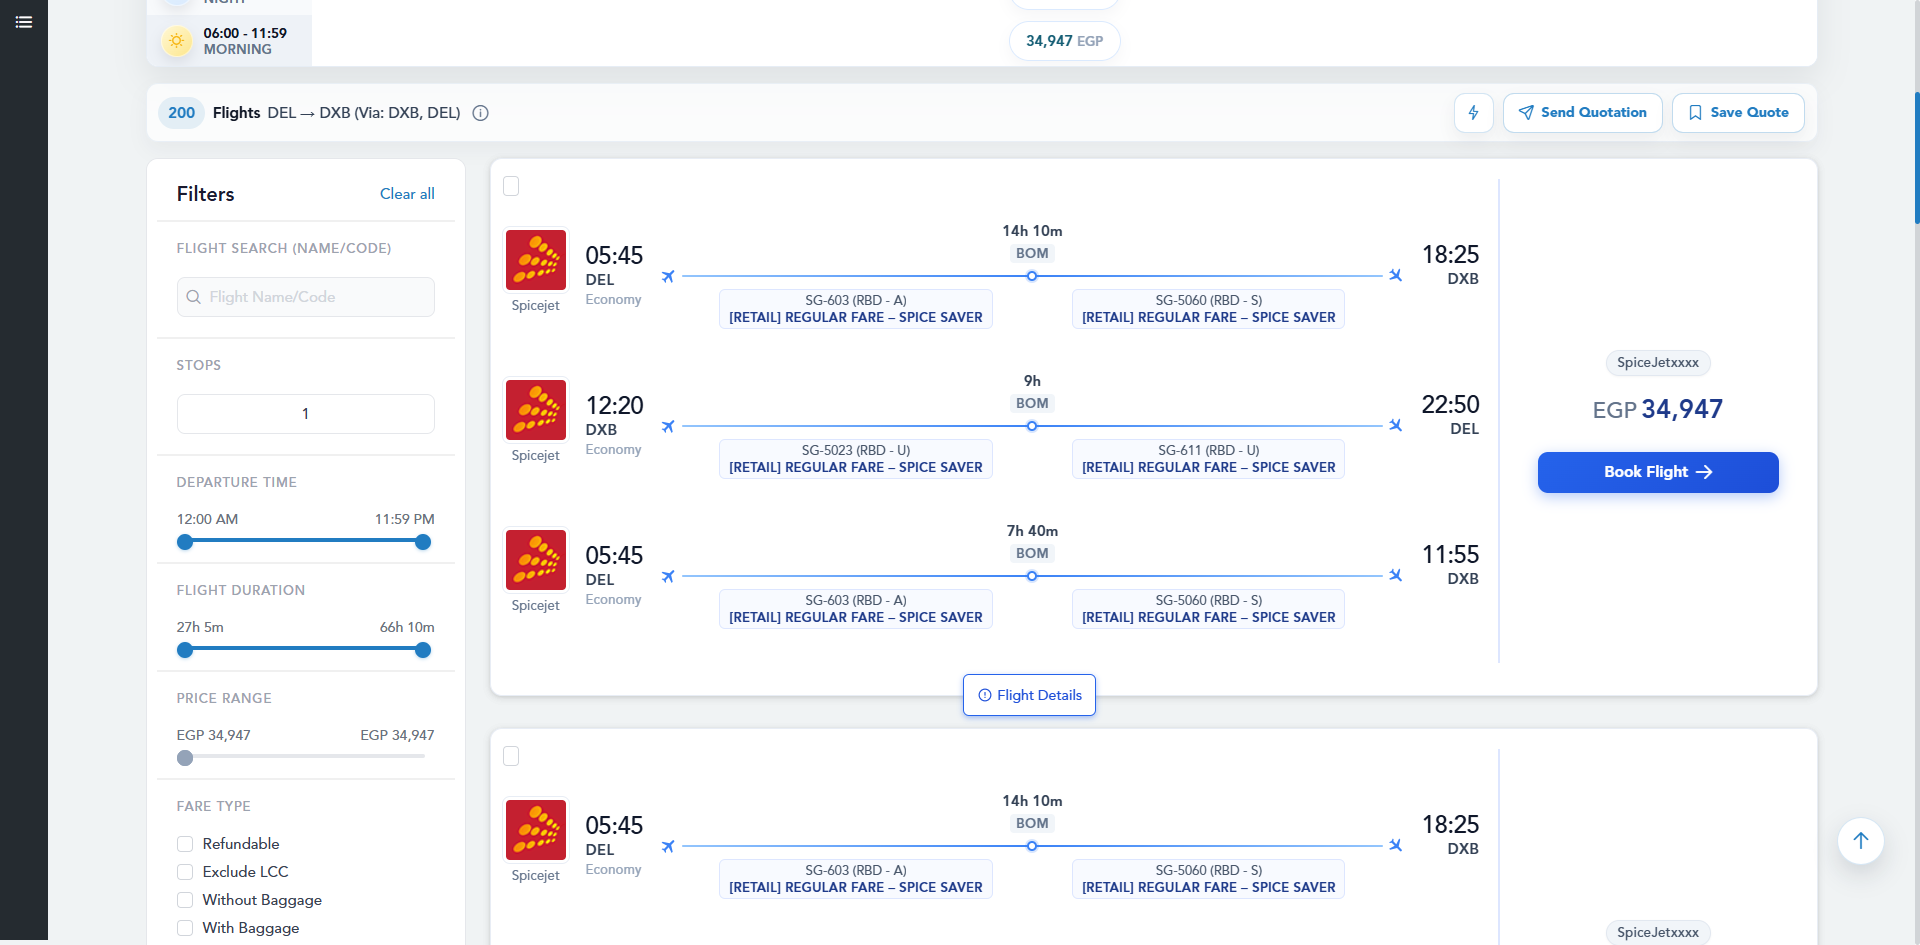 NIGHT
06:00 - 11:59
MORNING
34,947 EGP
200 Flights DEL → DXB (Via: DXB, DEL)
Send Quotation
Save Quote
Filters
Clear all
FLIGHT SEARCH (NAME/CODE)
Flight Name/Code
STOPS
1
DEPARTURE TIME
12:00 AM
11:59 PM
FLIGHT DURATION
27h 5m
66h 10m
PRICE RANGE
EGP 34,947
EGP 34,947
FARE TYPE
Refundable
Exclude LCC
Without Baggage
With Baggage
14h 10m
BOM
05:45
DEL
Economy
Spicejet
SG-603 (RBD - A)
[RETAIL] REGULAR FARE – SPICE SAVER
SG-5060 (RBD - S)
[RETAIL] REGULAR FARE – SPICE SAVER
18:25
DXB
9h
BOM
12:20
DXB
Economy
Spicejet
SG-5023 (RBD - U)
[RETAIL] REGULAR FARE – SPICE SAVER
SG-611 (RBD - U)
[RETAIL] REGULAR FARE – SPICE SAVER
22:50
DEL
7h 40m
BOM
05:45
DEL
Economy
Spicejet
SG-603 (RBD - A)
[RETAIL] REGULAR FARE – SPICE SAVER
SG-5060 (RBD - S)
[RETAIL] REGULAR FARE – SPICE SAVER
11:55
DXB
SpiceJetxxxx
EGP 34,947
Book Flight
Flight Details
14h 10m
BOM
05:45
DEL
Economy
Spicejet
SG-603 (RBD - A)
[RETAIL] REGULAR FARE – SPICE SAVER
SG-5060 (RBD - S)
[RETAIL] REGULAR FARE – SPICE SAVER
18:25
DXB
SpiceJetxxxx